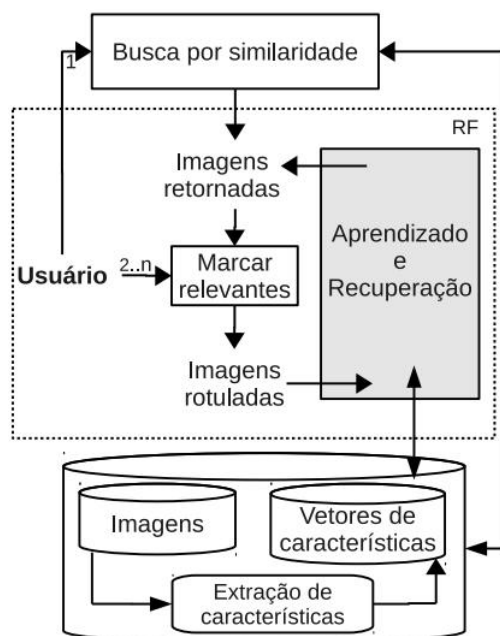 Busca por similaridade
1
RF
Imagens
retornadas
Aprendizado
e
Recuperação
Usuário
2..n
Marcar
relevantes
Imagens
rotuladas
Imagens
Vetores de
características
Extração de
características